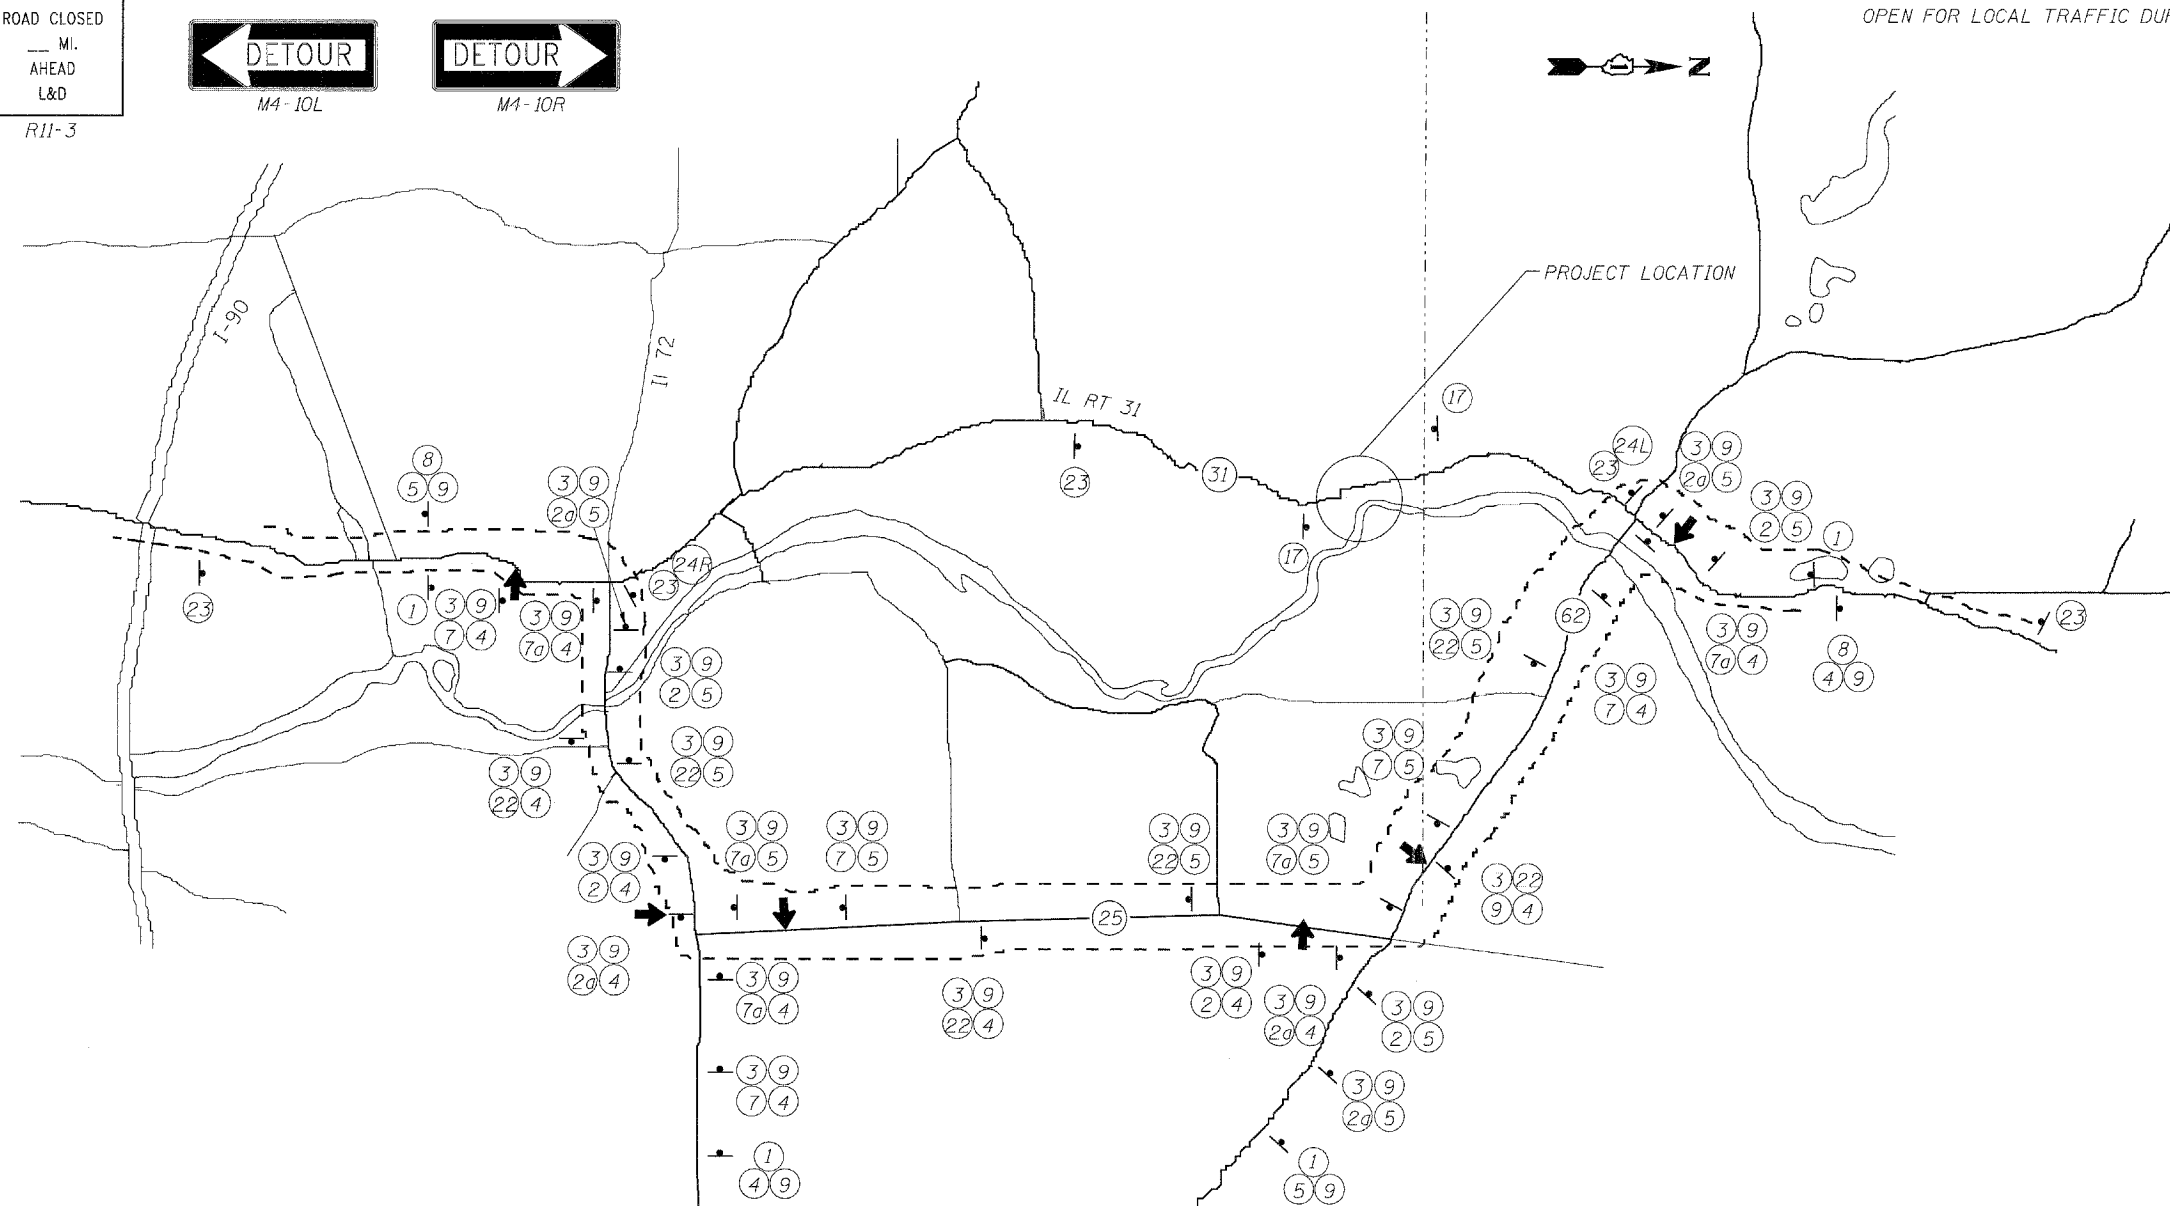 ROAD CLOSED
__ MI.
AHEAD
L&D
R11-3
DETOUR
M4-10L
DETOUR
M4-10R
OPEN FOR LOCAL TRAFFIC
N
I-90
Il 72
IL RT 31
PROJECT LOCATION
17
31
23
17
8
5 9
3 9
2a 5
24R
23
24L
23
3 9
2a 5
3 9
2 5
1
23
1
3 9
7 4
3 9
7a 4
3 9
2 5
3 9
22 5
3 9
22 4
3 9
22 5
62
3 9
7 4
3 9
7a 4
8
4 9
23
3 9
7 5
3 9
2 4
3 9
7a 5
3 9
7 5
3 9
22 5
3 9
7a 5
3 22
9 4
25
3 9
2a 4
3 9
7a 4
3 9
22 4
3 9
2 4
3 9
2a 4
3 9
2 5
3 9
7 4
3 9
2a 5
1
4 9
1
5 9